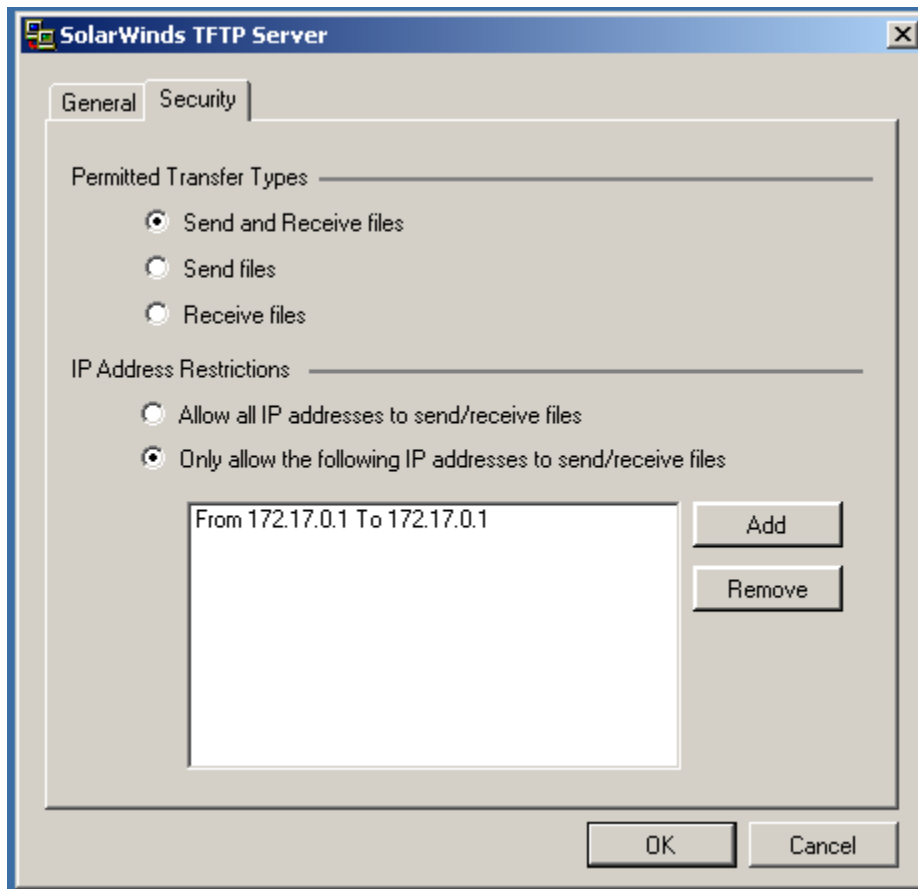 SolarWinds TFTP Server
General Security
Permitted Transfer Types
Send and Receive files
Send files
Receive files
IP Address Restrictions
Allow all IP addresses to send/receive files
Only allow the following IP addresses to send/receive files
From 172.17.0.1 To 172.17.0.1
Add
Remove
OK Cancel